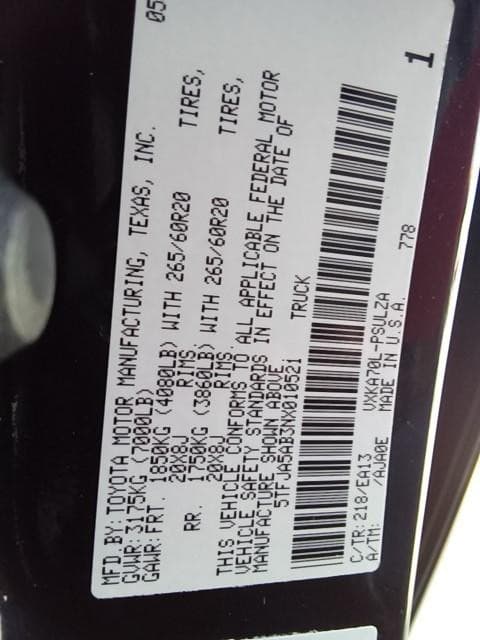 MFD.BY:TOYOTA MOTOR MANUFACTURING, TEXAS, INC. 05
GVWR:3175KG (7000LB)
GAWR:FRT. 1850KG (4080LB) WITH 265/60R20 TIRES,
20X8J RIMS
RR. 1750KG (3860LB) WITH 265/60R20 TIRES,
20X8J RIMS
THIS VEHICLE CONFORMS TO ALL APPLICABLE FEDERAL MOTOR
VEHICLE SAFETY STANDARDS IN EFFECT ON THE DATE OF
MANUFACTURE SHOWN ABOVE
5TFJA5AB3NX010521 TRUCK
C/TR:218/EA13 VXKA70L-PSULZA 778
A/TM: /AJA0E MADE IN U.S.A.
1